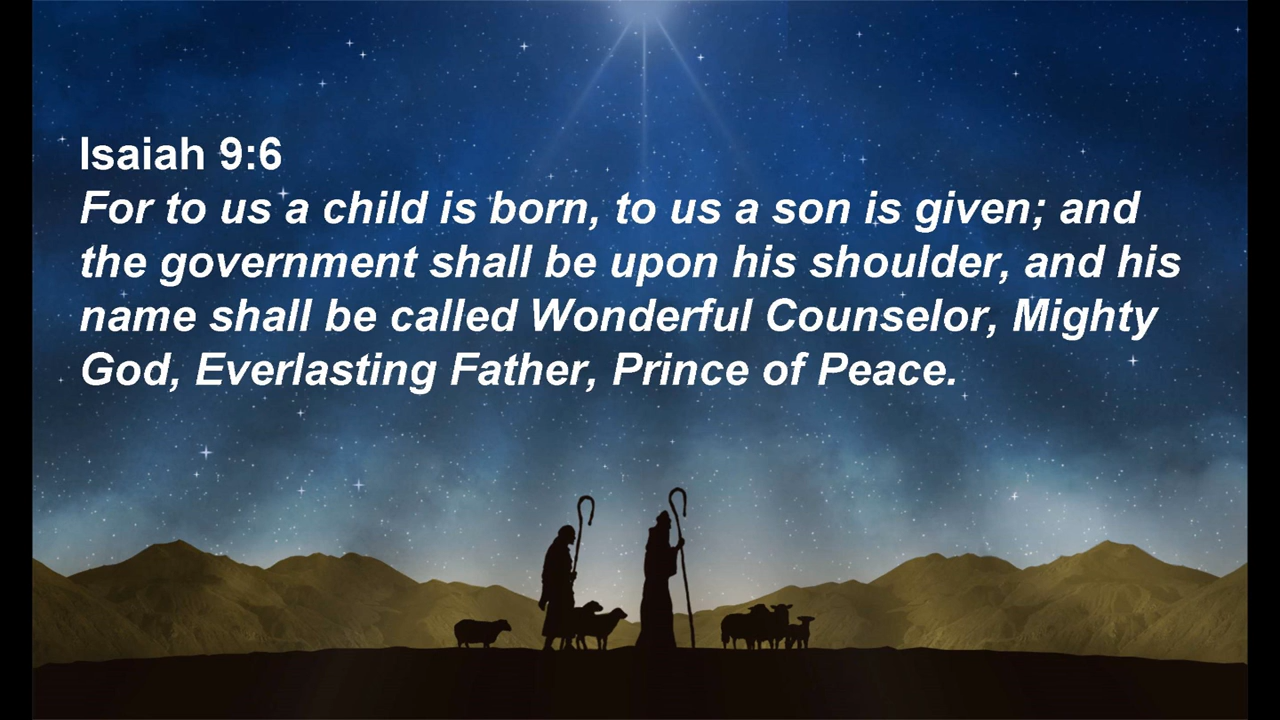 Isaiah 9:6
For to us a child is born, to us a son is given; and
the government shall be upon his shoulder, and his
name shall be called Wonderful Counselor, Mighty
God, Everlasting Father, Prince of Peace.